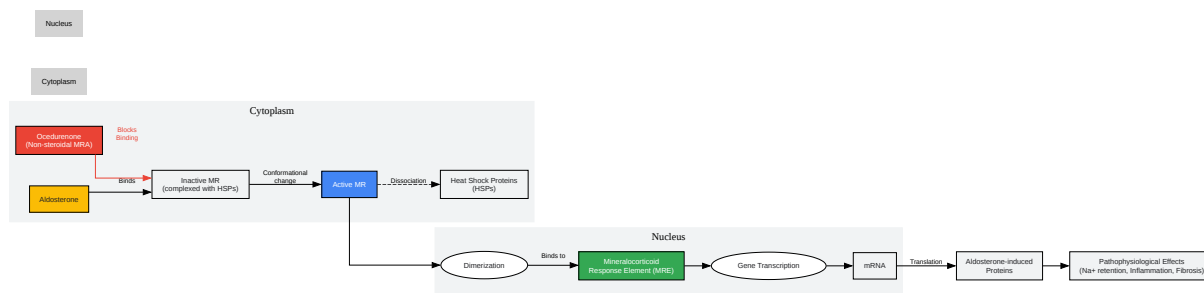 Nucleus
Cytoplasm
Cytoplasm
Ocedurenone
(Non-steroidal MRA)
Blocks
Binding
Aldosterone
Binds
Inactive MR
(complexed with HSPs)
Conformational
change
Active MR
Dissociation
Heat Shock Proteins
(HSPs)
Nucleus
Dimerization
Binds to
Mineralocorticoid
Response Element (MRE)
Gene Transcription
mRNA
Translation
Aldosterone-induced
Proteins
Pathophysiological Effects
(Na+ retention, Inflammation, Fibrosis)